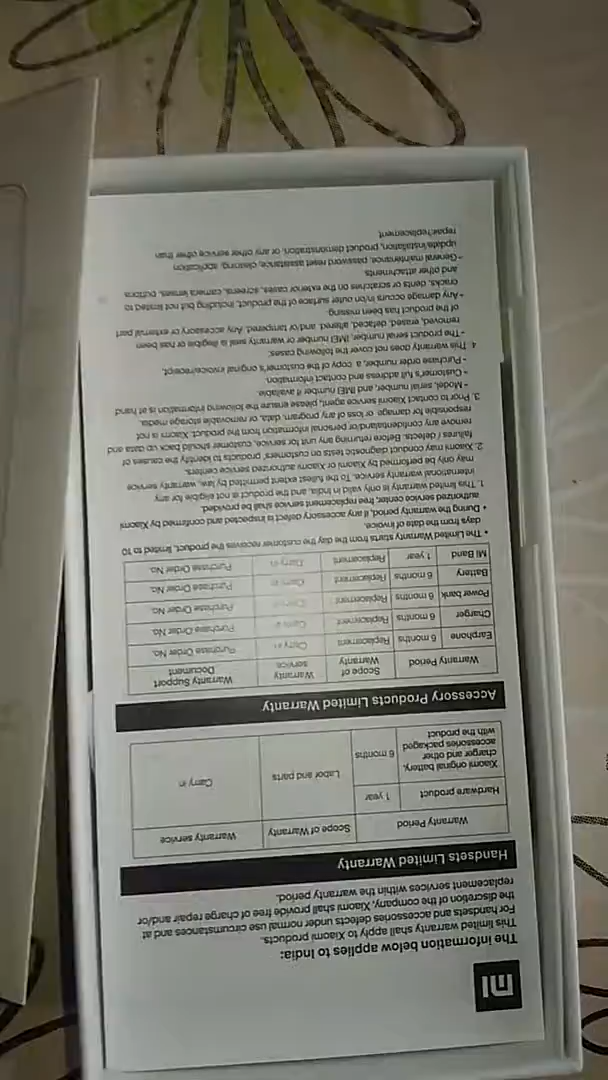 mi
The information below applies to India:
This limited warranty shall apply to Xiaomi products.
For handsets and accessories defects under normal use circumstances and at
the discretion of the company, Xiaomi shall provide free of charge repair and/or
replacement services within the warranty period.
Handsets Limited Warranty
Warranty Period Scope of Warranty Warranty service
Hardware product 1 year Labor and parts Carry in
Xiaomi original battery, 6 months
charger and other
accessories packaged
with the product
Accessory Products Limited Warranty
Warranty Period Scope of Warranty Warranty service Warranty Support Document
Earphone 6 months Replacement Carry in Purchase Order No.
Charger 6 months Replacement Carry in Purchase Order No.
Power bank 6 months Replacement Purchase Order No.
Battery 6 months Replacement Carry in Purchase Order No.
Mi Band 1 year Replacement Carry in Purchase Order No.
• The Limited Warranty starts from the day the customer receives the product, limited to 10
days from the date of invoice.
• During the warranty period, if any accessory defect is inspected and confirmed by Xiaomi
authorized service center, free replacement service shall be provided.
1. This limited warranty is only valid in India, and the product is not eligible for any
international warranty service. To the fullest extent permitted by law, warranty service
may only be performed by Xiaomi or Xiaomi authorized service centers.
2. Xiaomi may conduct diagnostic tests on customers' products to identify the causes of
failures / defects. Before returning any unit for service, customer should back up data and
remove any confidential and/or personal information from the product. Xiaomi is not
responsible for damage or loss of any program, data, or removable storage media.
3. Prior to contact Xiaomi service agent, please ensure the following information is at hand
- Model, serial number, and IMEI number if available.
- Customer's full address and contact information
- Purchase order number, a copy of the customer's original invoice/receipt.
4. This warranty does not cover the following cases:
- The product serial number, IMEI number or warranty seal is illegible or has been
removed, erased, defaced, altered, and/or tampered. Any accessory or external part
of the product has been missing.
- Any damage occurs in/on outer surface of the product, including but not limited to
cracks, dents or scratches on the exterior cases, screens, camera lenses, buttons
and other attachments
- General maintenance, password reset assistance, cleaning, application
update/installation, product demonstration, or any other service other than
repair/replacement